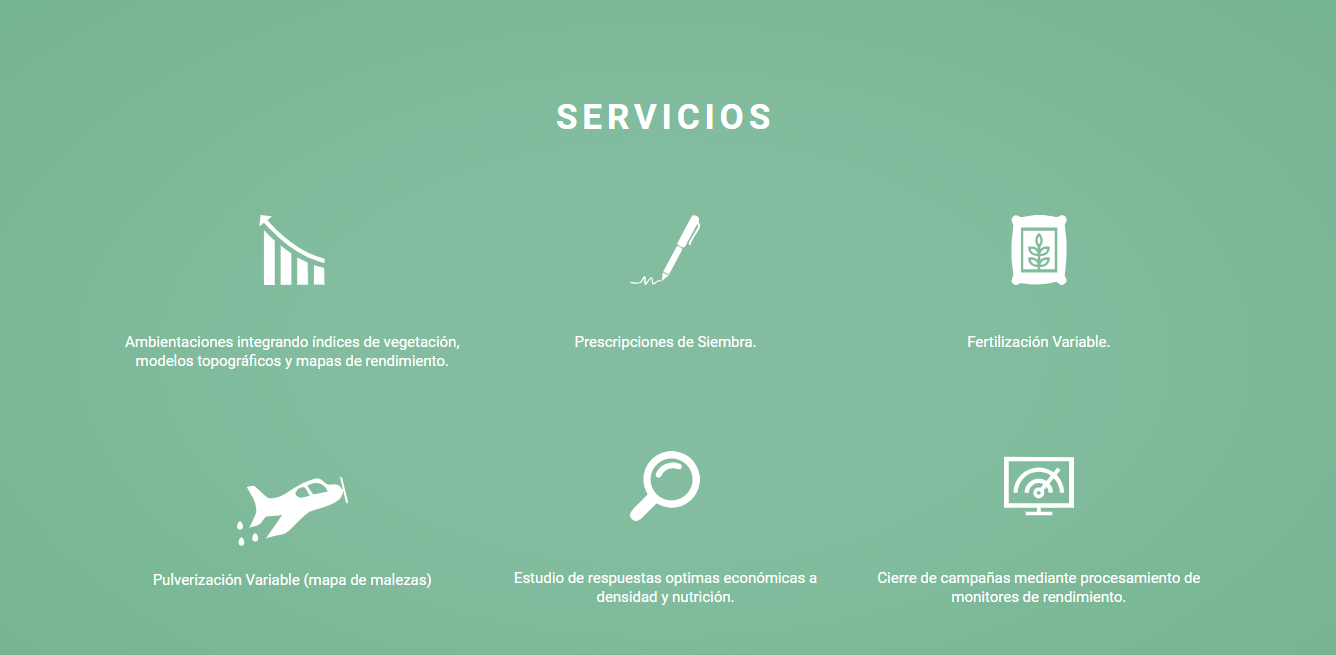 SERVICIOS
Ambientaciones integrando índices de vegetación,
modelos topográficos y mapas de rendimiento.
Prescripciones de Siembra.
Fertilización Variable.
Pulverización Variable (mapa de malezas)
Estudio de respuestas optimas económicas a
densidad y nutrición.
Cierre de campañas mediante procesamiento de
monitores de rendimiento.